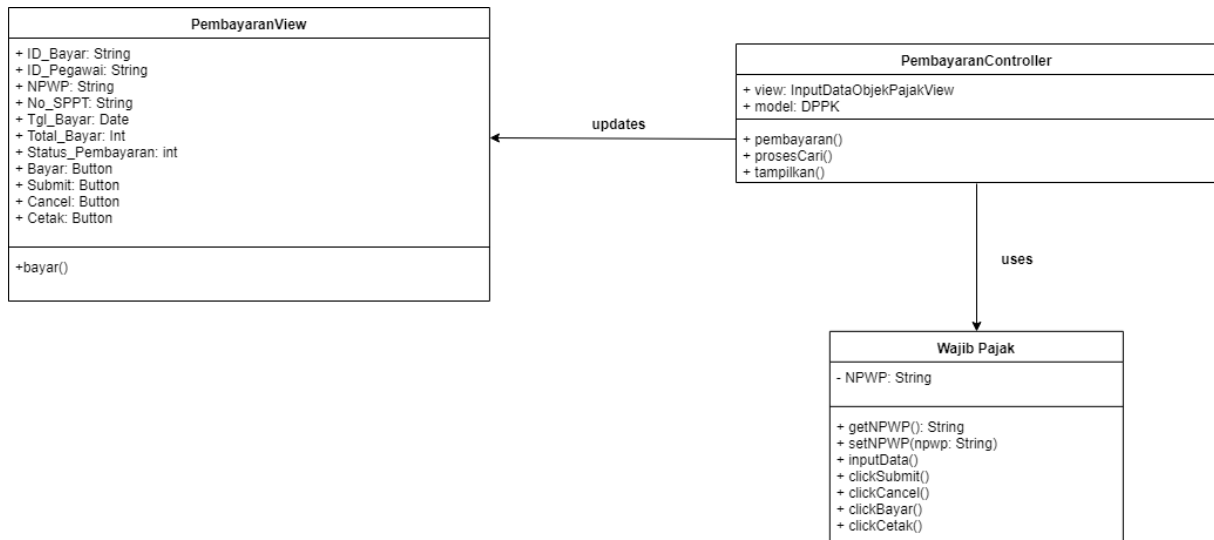 PembayaranView
+ ID_Bayar: String
+ ID_Pegawai: String
+ NPWP: String
+ No_SPPT: String
+ Tgl_Bayar: Date
+ Total_Bayar: Int
+ Status_Pembayaran: int
+ Bayar: Button
+ Submit: Button
+ Cancel: Button
+ Cetak: Button
+bayar()
updates
PembayaranController
+ view: InputDataObjekPajakView
+ model: DPPK
+ pembayaran()
+ prosesCari()
+ tampilkan()
uses
Wajib Pajak
- NPWP: String
+ getNPWP(): String
+ setNPWP(npwp: String)
+ inputData()
+ clickSubmit()
+ clickCancel()
+ clickBayar()
+ clickCetak()